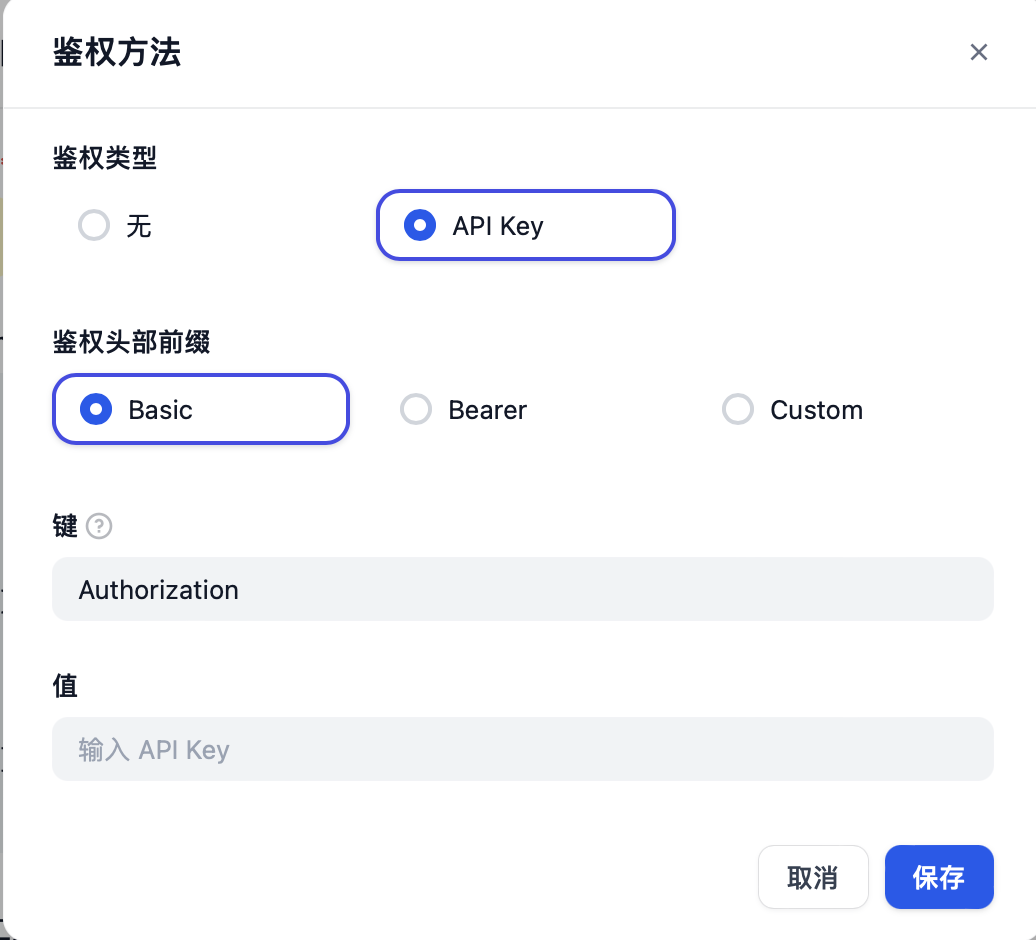 鉴权方法
鉴权类型
无
API Key
鉴权头部前缀
Basic
Bearer
Custom
键 ?
Authorization
值
输入 API Key
取消
保存